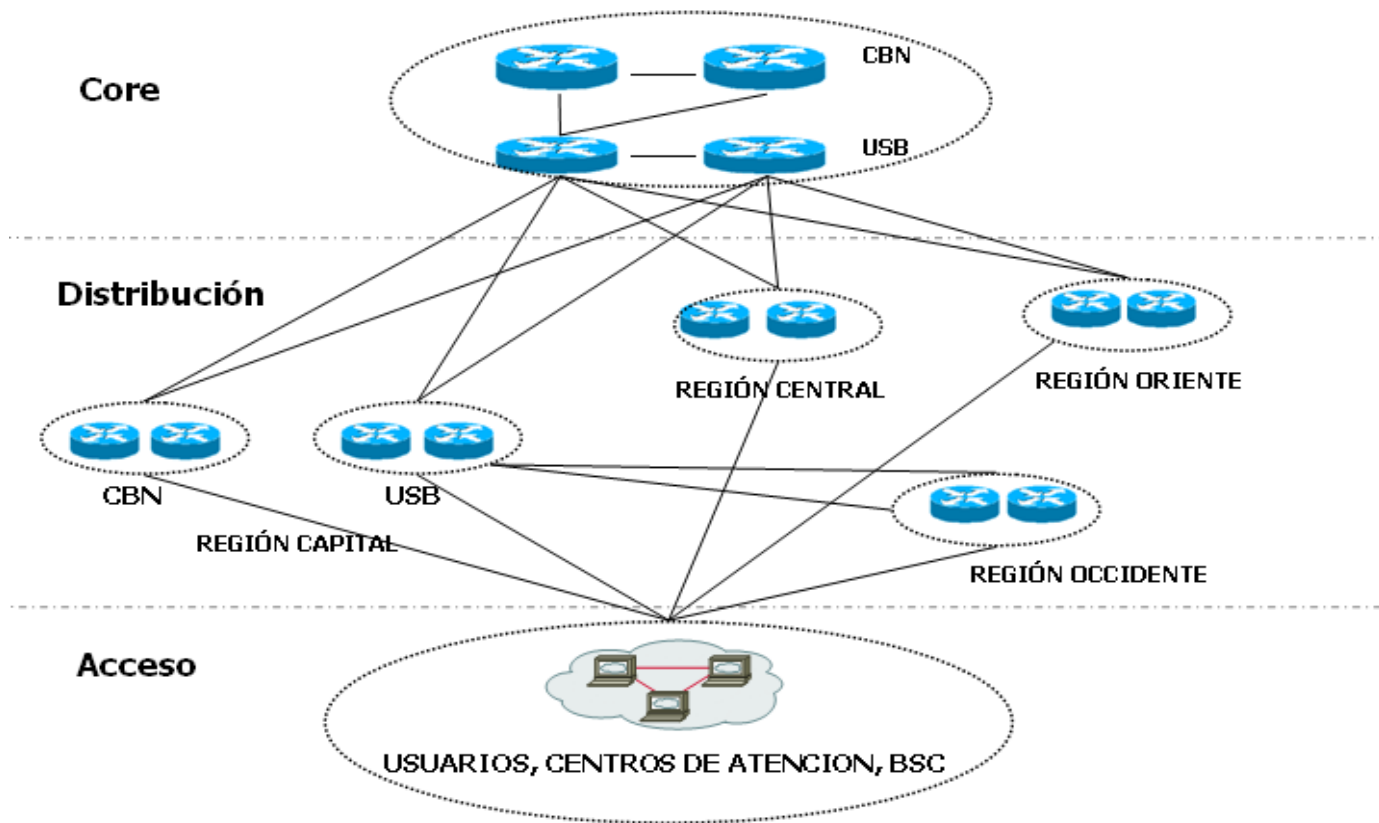 CBN
Core
USB
Distribución
REGIÓN CENTRAL
REGIÓN ORIENTE
CBN
USB
REGIÓN CAPITAL
REGIÓN OCCIDENTE
Acceso
USUARIOS, CENTROS DE ATENCION, BSC